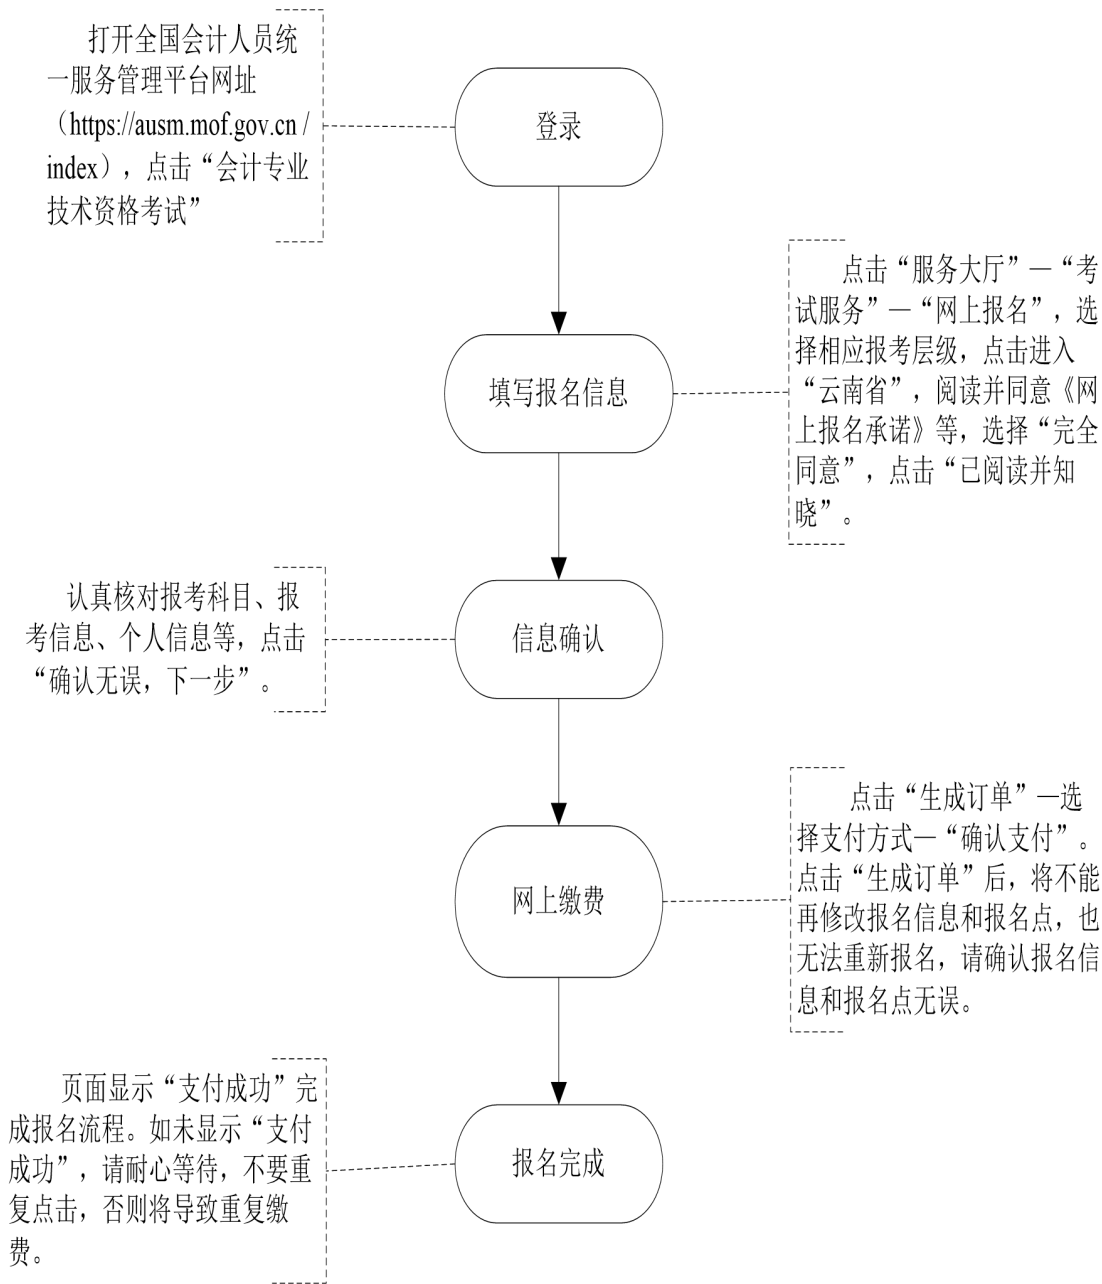 打开全国会计人员统
一服务管理平台网址
（https://ausm.mof.gov.cn /
index），点击“会计专业
技术资格考试”
登录
点击“服务大厅”—“考
试服务”—“网上报名”，选
择相应报考层级，点击进入
“云南省”，阅读并同意《网
上报名承诺》等，选择“完全
同意”，点击“已阅读并知
晓”。
填写报名信息
认真核对报考科目、报
考信息、个人信息等，点击
“确认无误，下一步”。
信息确认
点击“生成订单”—选
择支付方式—“确认支付”。
点击“生成订单”后，将不能
再修改报名信息和报名点，也
无法重新报名，请确认报名信
息和报名点无误。
网上缴费
页面显示“支付成功”完
成报名流程。如未显示“支付
成功”，请耐心等待，不要重
复点击，否则将导致重复缴
费。
报名完成